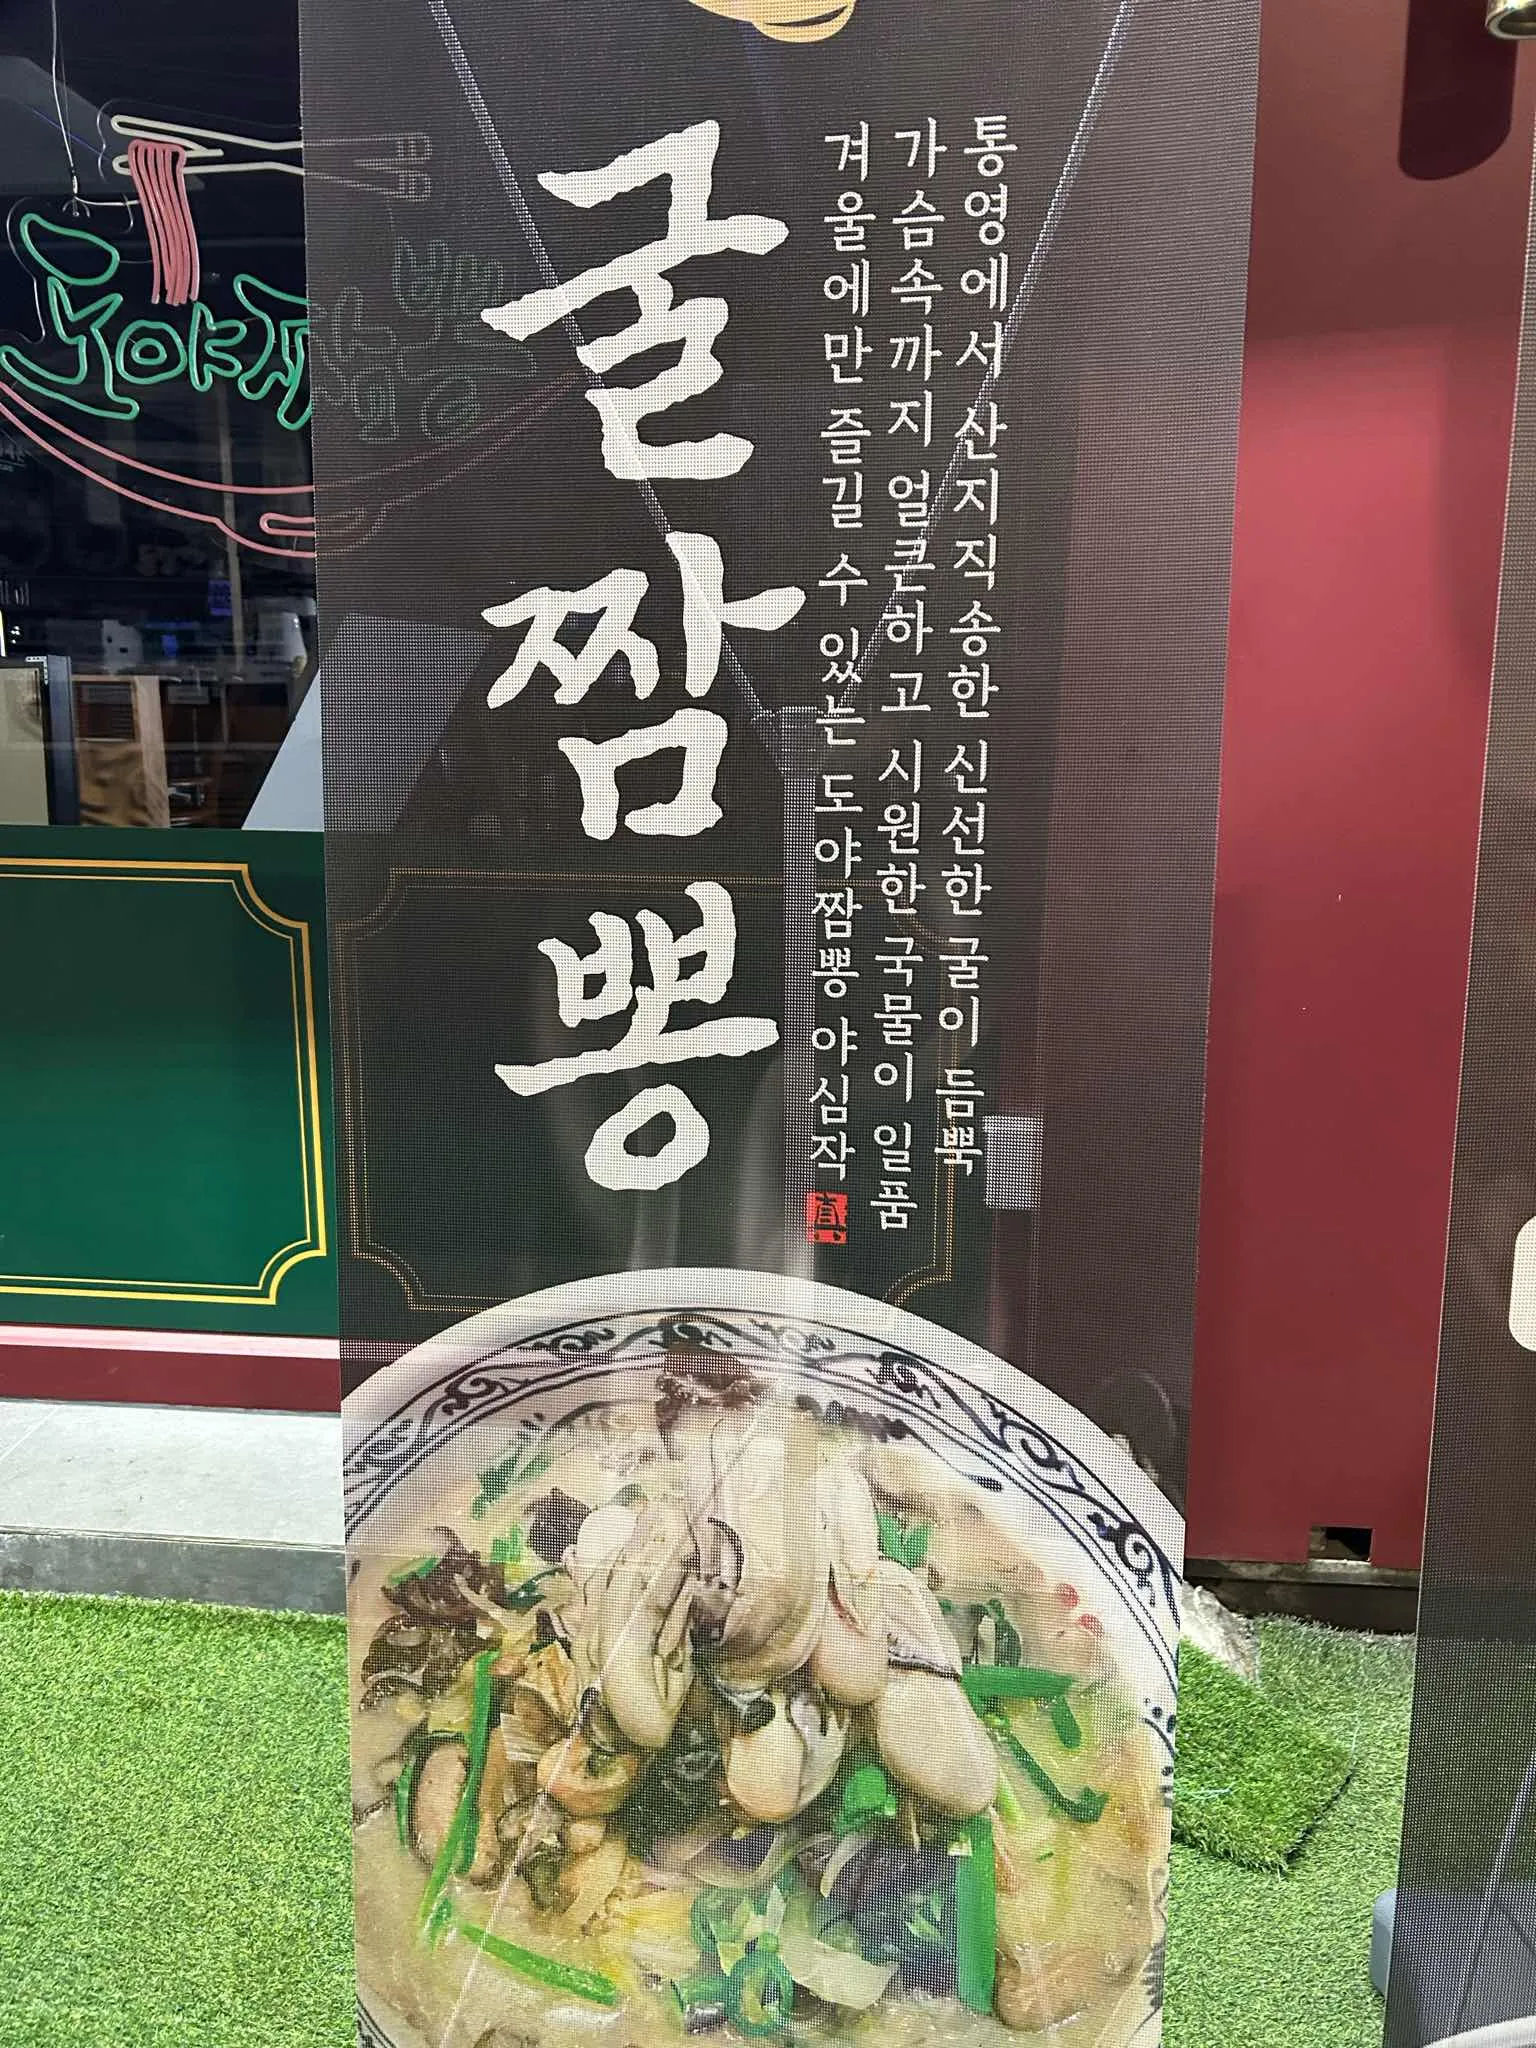 통영에서 산지직송한 신선한 굴이 듬뿍
가슴속까지 얼큰하고 시원한 국물이 일품
겨울에만 즐길 수 있는 도야짬뽕 야심작
굴짬뽕